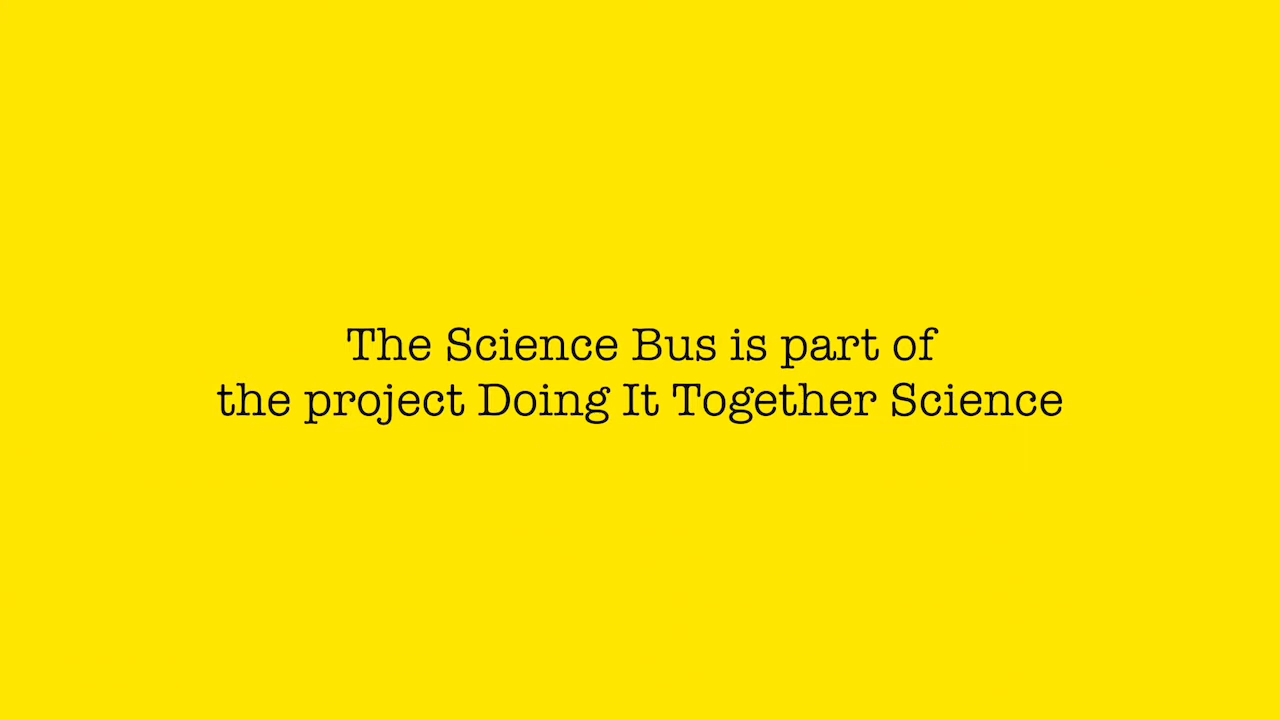 The Science Bus is part of
the project Doing It Together Science